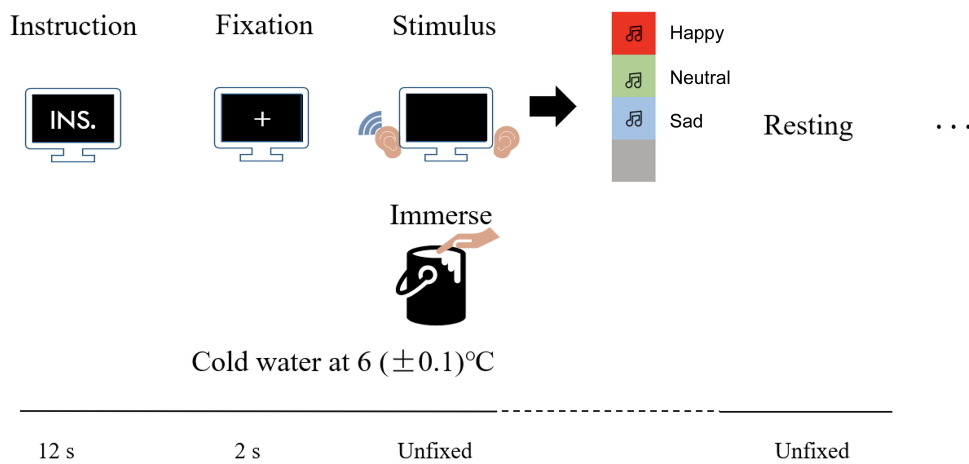 Instruction
Fixation
Stimulus
INS.
+
Happy
Neutral
Sad
Resting
...
Immerse
Cold water at 6 (±0.1)°C
12 s
2 s
Unfixed
Unfixed